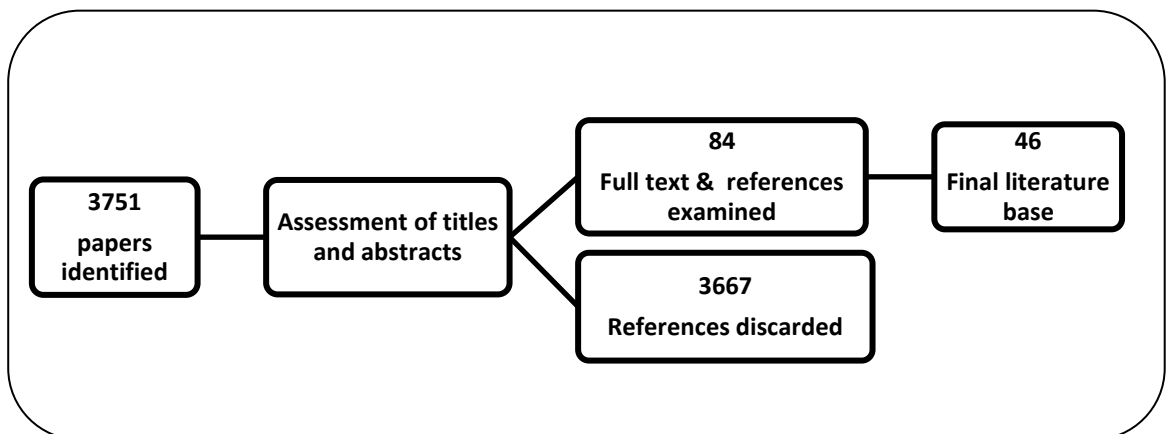 3751
papers
identified
Assessment of titles
and abstracts
84
Full text & references
examined
3667
References discarded
46
Final literature
base